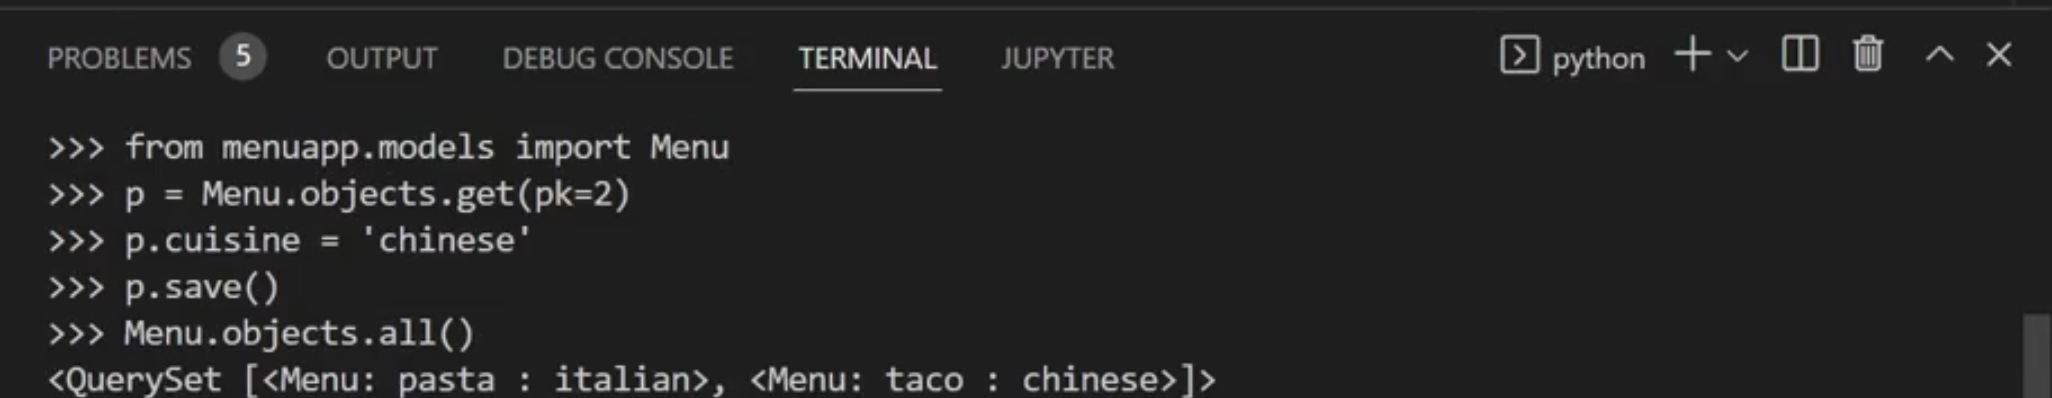 PROBLEMS 5 OUTPUT DEBUG CONSOLE TERMINAL JUPYTER python
>>> from menuapp.models import Menu
>>> p = Menu.objects.get(pk=2)
>>> p.cuisine = 'chinese'
>>> p.save()
>>> Menu.objects.all()
<QuerySet [<Menu: pasta : italian>, <Menu: taco : chinese>]>